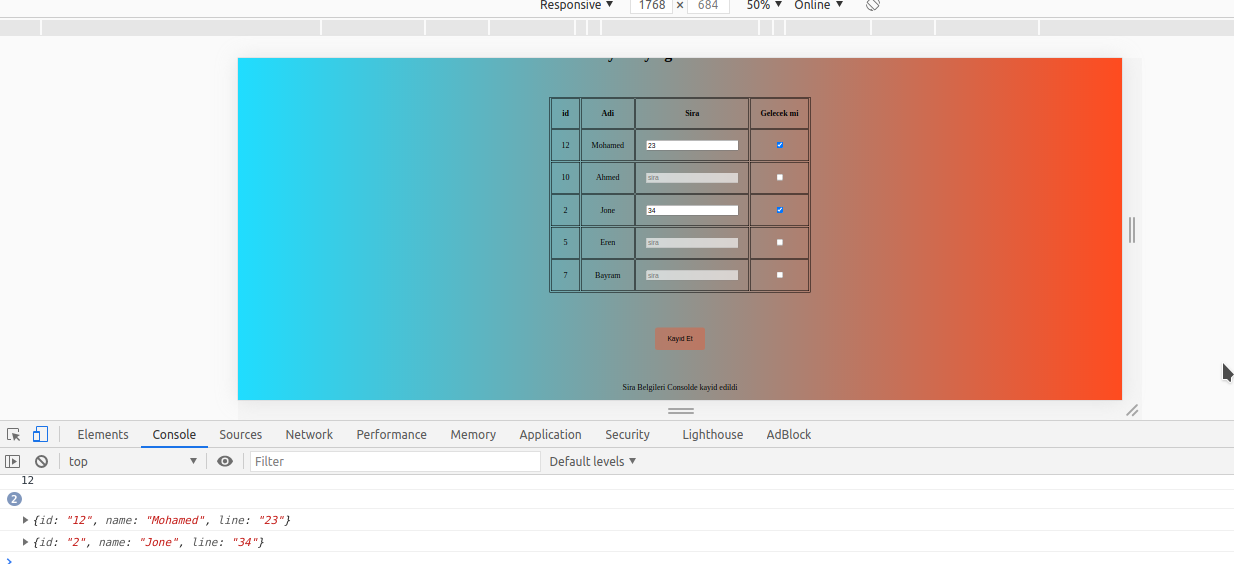 Responsive 1768 × 684 50% Online
id Adi Sira Gelecek mi
12 Mohamed 23
10 Ahmed sira
2 Jone 34
5 Eren sira
7 Bayram sira
Kayid Et
Sira Belgileri Consolde kayid edildi
Elements Console Sources Network Performance Memory Application Security Lighthouse AdBlock
top Filter Default levels
12
2
{id: "12", name: "Mohamed", line: "23"}
{id: "2", name: "Jone", line: "34"}